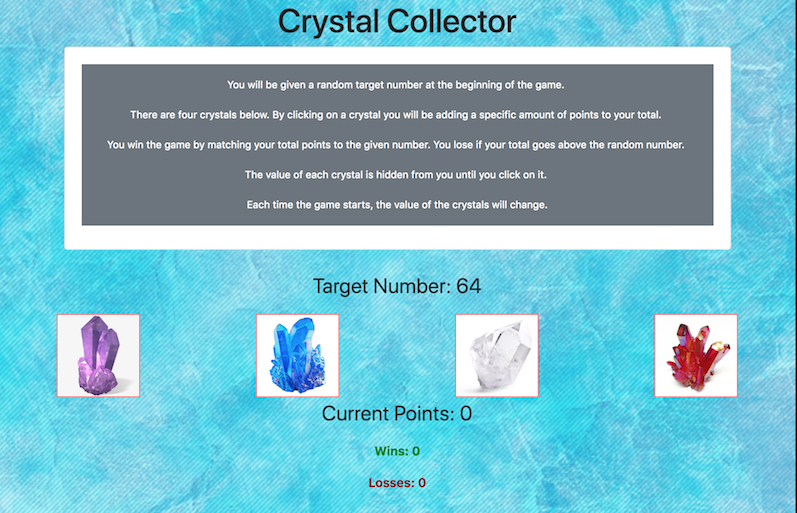 Crystal Collector
You will be given a random target number at the beginning of the game.
There are four crystals below. By clicking on a crystal you will be adding a specific amount of points to your total.
You win the game by matching your total points to the given number. You lose if your total goes above the random number.
The value of each crystal is hidden from you until you click on it.
Each time the game starts, the value of the crystals will change.
Target Number: 64
Current Points: 0
Wins: 0
Losses: 0